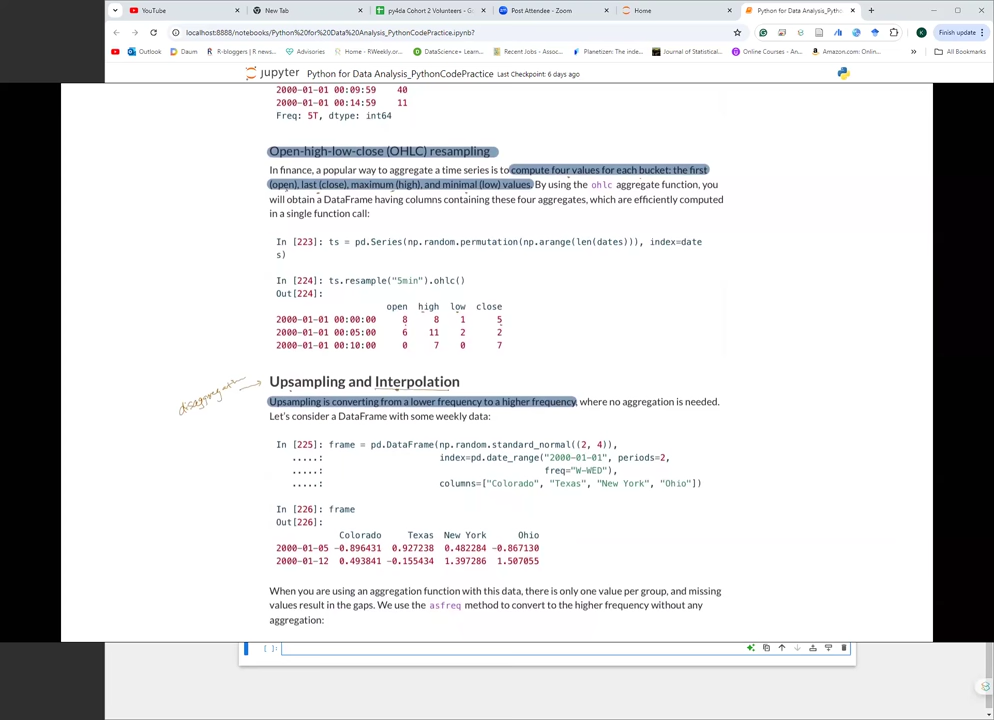 YouTube
New Tab
py4da Cohort 2 Volunteers - G
Post Attendee - Zoom
Home
Python for Data Analysis_Pytho
localhost:8888/notebooks/Python%20for%20Data%20Analysis_PythonCodePractice.ipynb?
Finish update
Outlook
Daum
R-bloggers | R news...
Advisories
Home - RWeekly.or...
DataScience+ Learn...
Recent Jobs - Assoc...
Planetizen: The inde...
Journal of Statistical...
Online Courses - An...
Amazon.com: Onlin...
»
All Bookmarks
jupyter Python for Data Analysis_PythonCodePractice Last Checkpoint: 6 days ago
2000-01-01 00:09:59 40
2000-01-01 00:14:59 11
Freq: 5T, dtype: int64
Open-high-low-close (OHLC) resampling
In finance, a popular way to aggregate a time series is to compute four values for each bucket: the first
(open), last (close), maximum (high), and minimal (low) values. By using the ohlc aggregate function, you
will obtain a DataFrame having columns containing these four aggregates, which are efficiently computed
in a single function call:
In [223]: ts = pd.Series(np.random.permutation(np.arange(len(dates))), index=date
s)
In [224]: ts.resample("5min").ohlc()
Out[224]:
open high low close
2000-01-01 00:00:00 8 8 1 5
2000-01-01 00:05:00 6 11 2 2
2000-01-01 00:10:00 0 7 0 7
disaggregate
Upsampling and Interpolation
Upsampling is converting from a lower frequency to a higher frequency, where no aggregation is needed.
Let's consider a DataFrame with some weekly data:
In [225]: frame = pd.DataFrame(np.random.standard_normal((2, 4)),
.....: index=pd.date_range("2000-01-01", periods=2,
.....: freq="W-WED"),
.....: columns=["Colorado", "Texas", "New York", "Ohio"])
In [226]: frame
Out[226]:
Colorado Texas New York Ohio
2000-01-05 -0.896431 0.927238 0.482284 -0.867130
2000-01-12 0.493841 -0.155434 1.397286 1.507055
When you are using an aggregation function with this data, there is only one value per group, and missing
values result in the gaps. We use the asfreq method to convert to the higher frequency without any
aggregation:
[ ]: